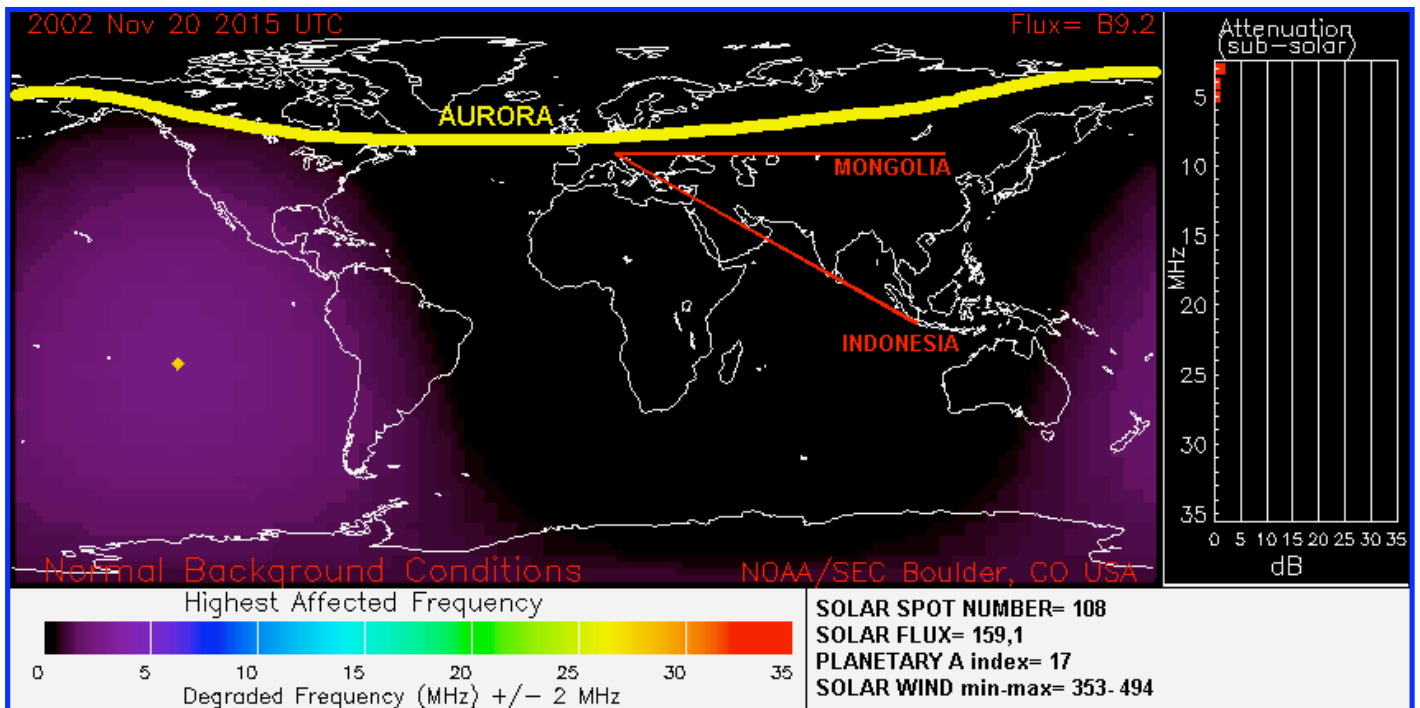 2002 Nov 20 2015 UTC
Flux= B9.2
Attenuation
(sub-solar)
AURORA
MONGOLIA
INDONESIA
MHz
5
10
15
20
25
30
35
0 5 10 15 20 25 30 35
dB
Normal Background Conditions
NOAA/SEC Boulder, CO USA
Highest Affected Frequency
0 5 10 15 20 25 30 35
Degraded Frequency (MHz) +/- 2 MHz
SOLAR SPOT NUMBER= 108
SOLAR FLUX= 159,1
PLANETARY A index= 17
SOLAR WIND min-max= 353- 494